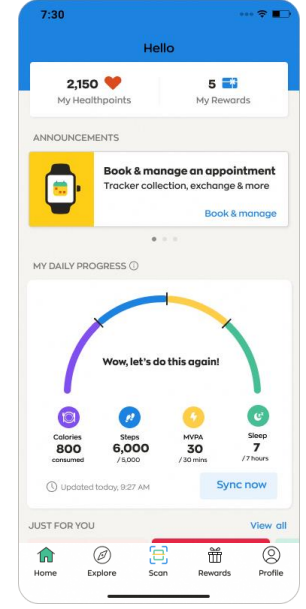 7:30
Hello
2,150
My Healthpoints
5
My Rewards
ANNOUNCEMENTS
Book & manage an appointment
Tracker collection, exchange & more
Book & manage
MY DAILY PROGRESS
Wow, let's do this again!
Calories
800
consumed
Steps
6,000
/ 5,000
MVPA
30
/ 30 mins
Sleep
7
/ 7 hours
Updated today, 9:27 AM
Sync now
JUST FOR YOU
View all
Home
Explore
Scan
Rewards
Profile